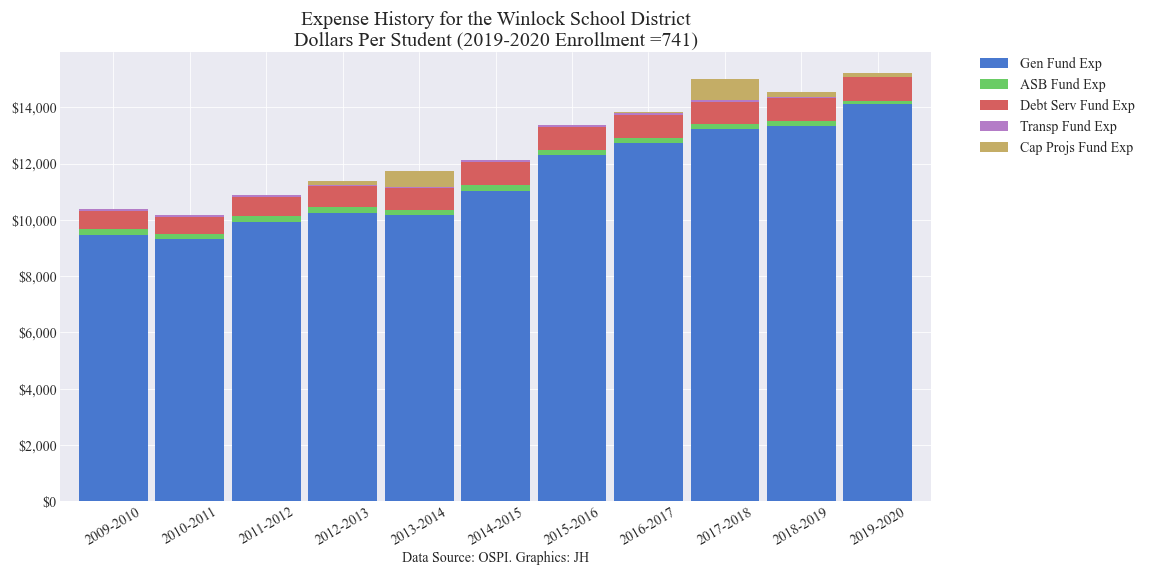 Expense History for the Winlock School District
Dollars Per Student (2019-2020 Enrollment =741)
Gen Fund Exp
ASB Fund Exp
Debt Serv Fund Exp
Transp Fund Exp
Cap Projs Fund Exp
$14,000
$12,000
$10,000
$8,000
$6,000
$4,000
$2,000
$0
2009-2010
2010-2011
2011-2012
2012-2013
2013-2014
2014-2015
2015-2016
2016-2017
2017-2018
2018-2019
2019-2020
Data Source: OSPI. Graphics: JH